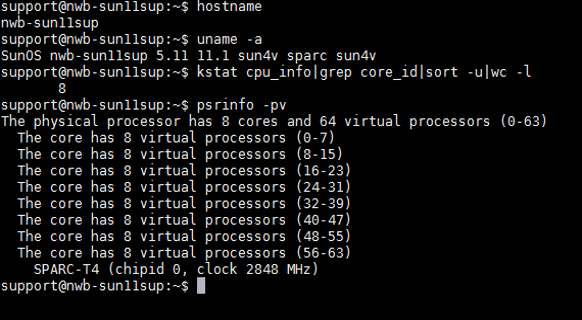 support@nwb-sun11sup:~$ hostname
nwb-sun11sup
support@nwb-sun11sup:~$ uname -a
SunOS nwb-sun11sup 5.11 11.1 sun4v sparc sun4v
support@nwb-sun11sup:~$ kstat cpu_info|grep core_id|sort -u|wc -l
8
support@nwb-sun11sup:~$ psrinfo -pv
The physical processor has 8 cores and 64 virtual processors (0-63)
The core has 8 virtual processors (0-7)
The core has 8 virtual processors (8-15)
The core has 8 virtual processors (16-23)
The core has 8 virtual processors (24-31)
The core has 8 virtual processors (32-39)
The core has 8 virtual processors (40-47)
The core has 8 virtual processors (48-55)
The core has 8 virtual processors (56-63)
SPARC-T4 (chipid 0, clock 2848 MHz)
support@nwb-sun11sup:~$